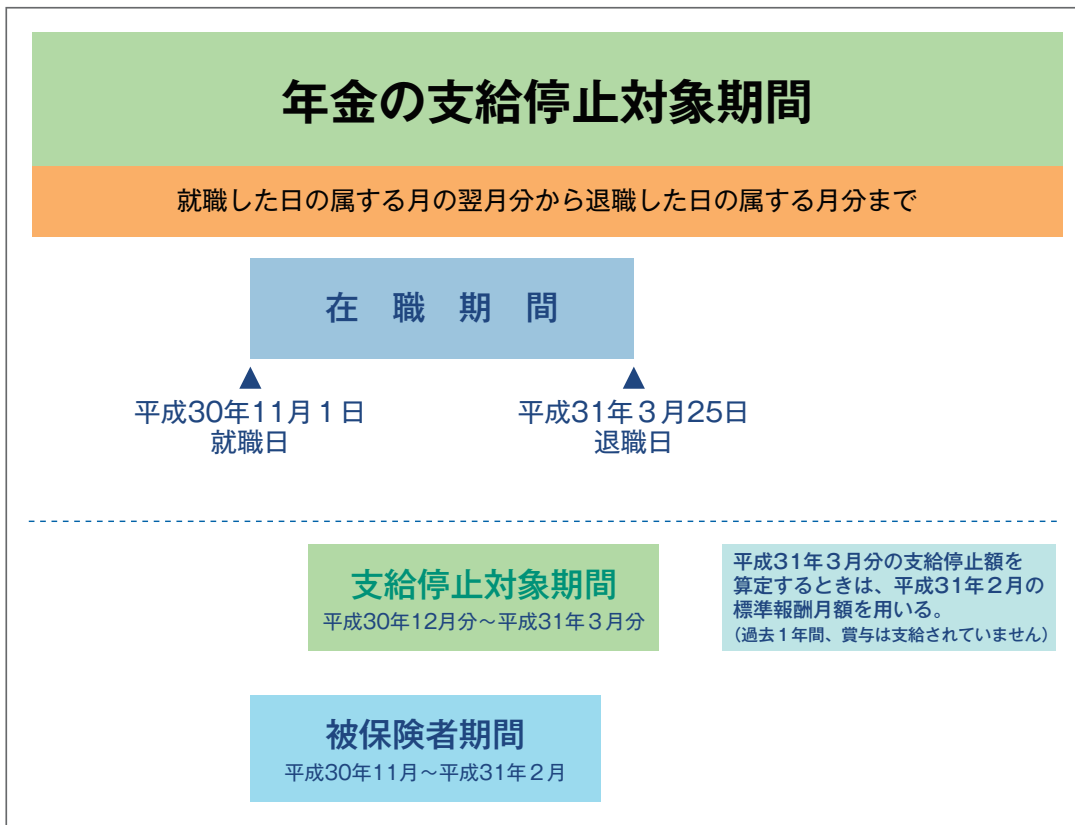 年金の支給停止対象期間
就職した日の属する月の翌月分から退職した日の属する月分まで
在　職　期　間
▲ ▲
平成30年11月１日 平成31年３月25日
就職日 退職日
支給停止対象期間
平成30年12月分～平成31年３月分
平成31年３月分の支給停止額を
算定するときは、平成31年２月の
標準報酬月額を用いる。
（過去１年間、賞与は支給されていません）
被保険者期間
平成30年11月～平成31年２月